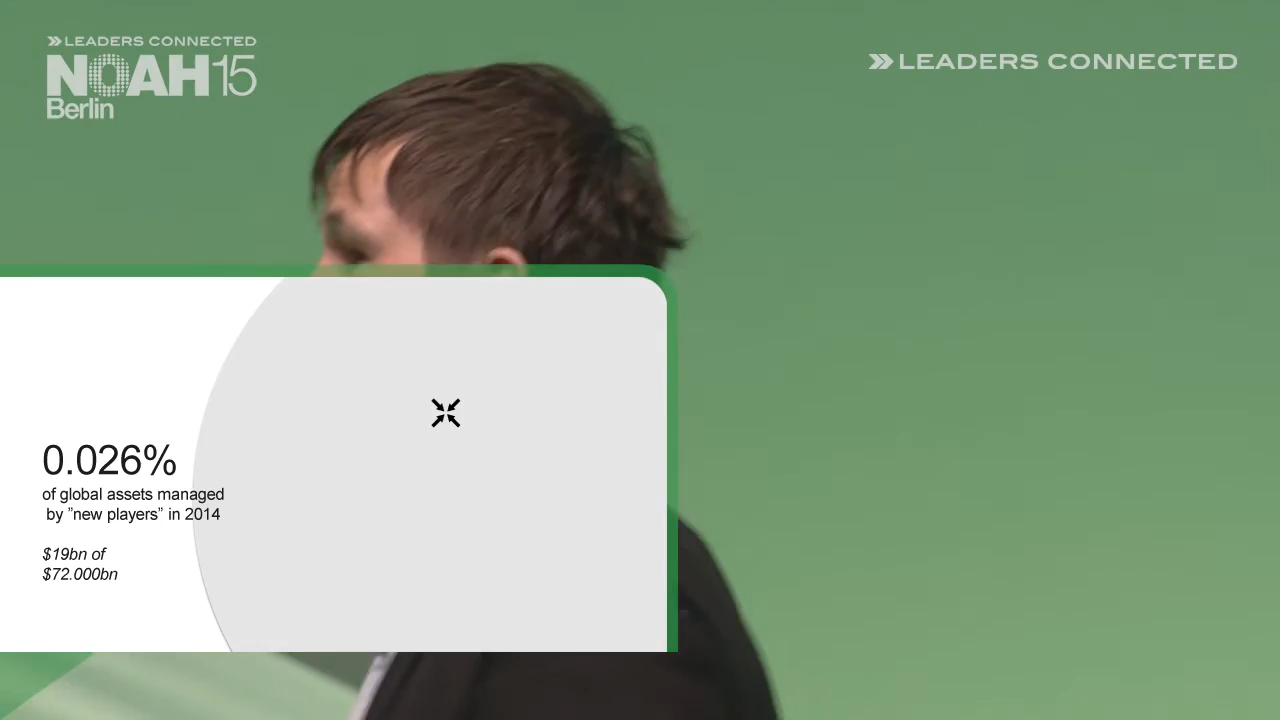 LEADERS CONNECTED
NOAH15
Berlin
LEADERS CONNECTED
0.026%
of global assets managed
by ”new players” in 2014
$19bn of
$72.000bn